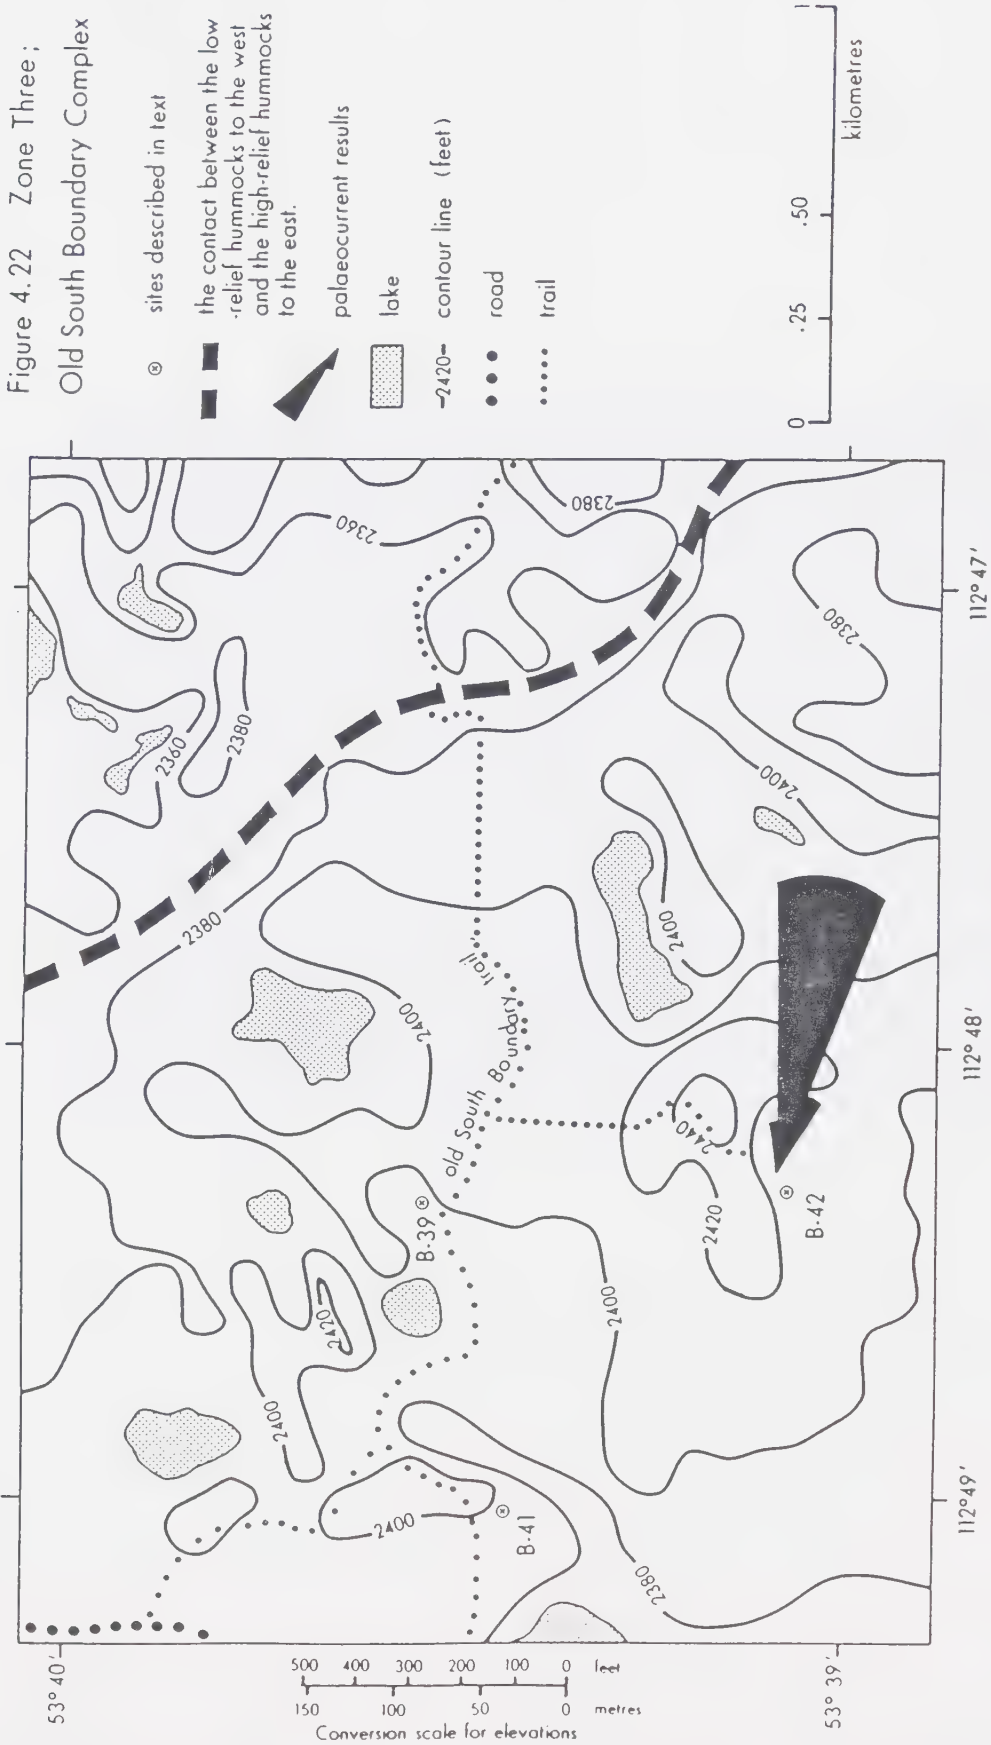 Figure 4.22 Zone Three;
Old South Boundary Complex
sites described in text
the contact between the low
-relief hummocks to the west
and the high-relief hummocks
to the east.
palaeocurrent results
lake
-2420- contour line (feet)
road
trail
0 .25 .50 1
kilometres
53° 40'
53° 39'
112° 49'
112° 48'
112° 47'
500 400 300 200 100 0 feet
150 100 50 0 metres
Conversion scale for elevations
2360
2380
2360
2380
2380
2400
2400
2420
2400
2400
B-39
old South Boundary trail
B-41
2380
2400
2420
2440
B-42
2400
2400
2380